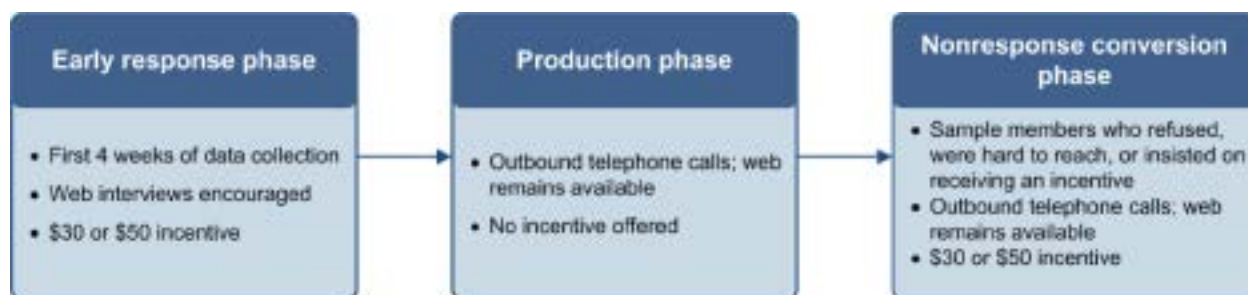 Early response phase
• First 4 weeks of data collection
• Web interviews encouraged
• $30 or $50 incentive
Production phase
• Outbound telephone calls; web
remains available
• No incentive offered
Nonresponse conversion
phase
• Sample members who refused,
were hard to reach, or insisted on
receiving an incentive
• Outbound telephone calls; web
remains available
• $30 or $50 incentive